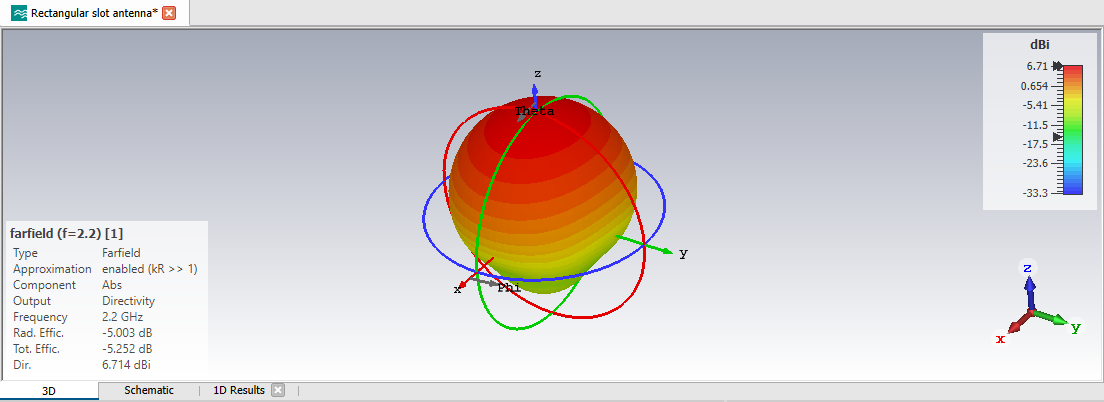 Rectangular slot antenna*
dBi
6.71
0.654
-5.41
-11.5
-17.5
-23.6
-33.3
z
Theta
y
x
Phi
farfield (f=2.2) [1]
Type Farfield
Approximation enabled (kR >> 1)
Component Abs
Output Directivity
Frequency 2.2 GHz
Rad. Effic. -5.003 dB
Tot. Effic. -5.252 dB
Dir. 6.714 dBi
z
y
x
3D Schematic 1D Results